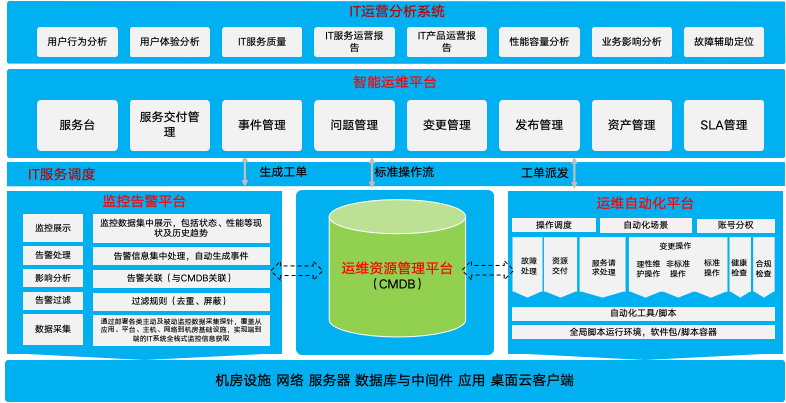 IT运营分析系统
用户行为分析
用户体验分析
IT服务质量
IT服务运营报
告
IT产品运营报
告
性能容量分析
业务影响分析
故障辅助定位
智能运维平台
服务台
服务交付管
理
事件管理
问题管理
变更管理
发布管理
资产管理
SLA管理
IT服务调度
生成工单
标准操作流
工单派发
监控告警平台
监控展示
监控数据集中展示，包括状态、性能等现
状及历史趋势
告警处理
告警信息集中处理，自动生成事件
影响分析
告警关联（与CMDB关联）
告警过滤
过滤规则（去重、屏蔽）
数据采集
通过部署各类主动及被动监控数据采集探针，覆盖从
应用、平台、主机、网络到机房基础设施，实现端到
端的IT系统全栈式监控信息获取
运维资源管理平台
（CMDB）
运维自动化平台
操作调度
自动化场景
账号分权
故障
处理
资源
交付
服务请
求处理
变更操作
理性维
护操作
非标准
操作
标准
操作
健康
检查
合规
检查
自动化工具/脚本
全局脚本运行环境，软件包/脚本容器
机房设施 网络 服务器 数据库与中间件 应用 桌面云客户端